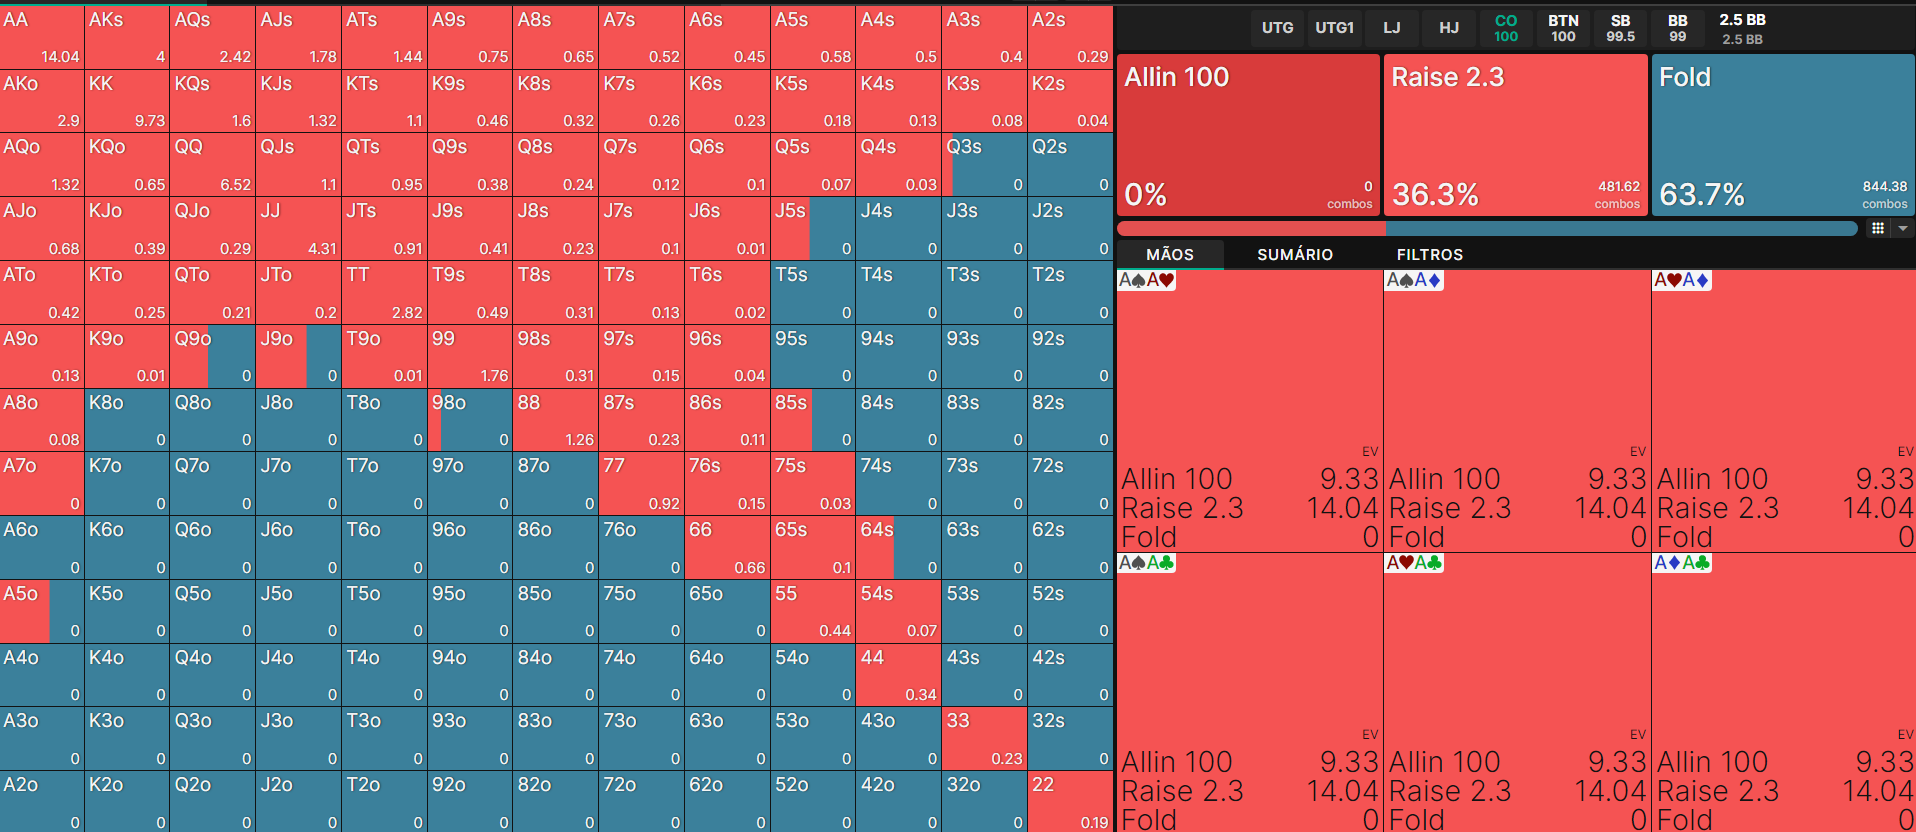 UTG UTG1 LJ HJ CO BTN SB BB 2.5 BB
100 100 99.5 99 2.5 BB
AA AKs AQs AJs ATs A9s A8s A7s A6s A5s A4s A3s A2s
14.04 4 2.42 1.78 1.44 0.75 0.65 0.52 0.45 0.58 0.5 0.4 0.29
AKo KK KQs KJs KTs K9s K8s K7s K6s K5s K4s K3s K2s
2.9 9.73 1.6 1.32 1.1 0.46 0.32 0.26 0.23 0.18 0.13 0.08 0.04
AQo KQo QQ QJs QTs Q9s Q8s Q7s Q6s Q5s Q4s Q3s Q2s
1.32 0.65 6.52 1.1 0.95 0.38 0.24 0.12 0.1 0.07 0.03 0 0
AJo KJo QJo JJ JTs J9s J8s J7s J6s J5s J4s J3s J2s
0.68 0.39 0.29 4.31 0.91 0.41 0.23 0.1 0.01 0 0 0 0
ATo KTo QTo JTo TT T9s T8s T7s T6s T5s T4s T3s T2s
0.42 0.25 0.21 0.2 2.82 0.49 0.31 0.13 0.02 0 0 0 0
A9o K9o Q9o J9o T9o 99 98s 97s 96s 95s 94s 93s 92s
0.13 0.01 0 0 0.01 1.76 0.31 0.15 0.04 0 0 0 0
A8o K8o Q8o J8o T8o 98o 88 87s 86s 85s 84s 83s 82s
0.08 0 0 0 0 0 1.26 0.23 0.11 0 0 0 0
A7o K7o Q7o J7o T7o 97o 87o 77 76s 75s 74s 73s 72s
0 0 0 0 0 0 0 0.92 0.15 0.03 0 0 0
A6o K6o Q6o J6o T6o 96o 86o 76o 66 65s 64s 63s 62s
0 0 0 0 0 0 0 0 0.66 0.1 0 0 0
A5o K5o Q5o J5o T5o 95o 85o 75o 65o 55 54s 53s 52s
0 0 0 0 0 0 0 0 0 0.44 0.07 0 0
A4o K4o Q4o J4o T4o 94o 84o 74o 64o 54o 44 43s 42s
0 0 0 0 0 0 0 0 0 0 0.34 0 0
A3o K3o Q3o J3o T3o 93o 83o 73o 63o 53o 43o 33 32s
0 0 0 0 0 0 0 0 0 0 0 0.23 0
A2o K2o Q2o J2o T2o 92o 82o 72o 62o 52o 42o 32o 22
0 0 0 0 0 0 0 0 0 0 0 0 0.19
Allin 100 Raise 2.3 Fold
0% 0 combos 36.3% 481.62 combos 63.7% 844.38 combos
MÃOS SUMÁRIO FILTROS
A♠A♥ A♠A♦ A♥A♦
EV EV EV
Allin 100 9.33 Allin 100 9.33 Allin 100 9.33
Raise 2.3 14.04 Raise 2.3 14.04 Raise 2.3 14.04
Fold 0 Fold 0 Fold 0
A♠A♣ A♥A♣ A♦A♣
EV EV EV
Allin 100 9.33 Allin 100 9.33 Allin 100 9.33
Raise 2.3 14.04 Raise 2.3 14.04 Raise 2.3 14.04
Fold 0 Fold 0 Fold 0